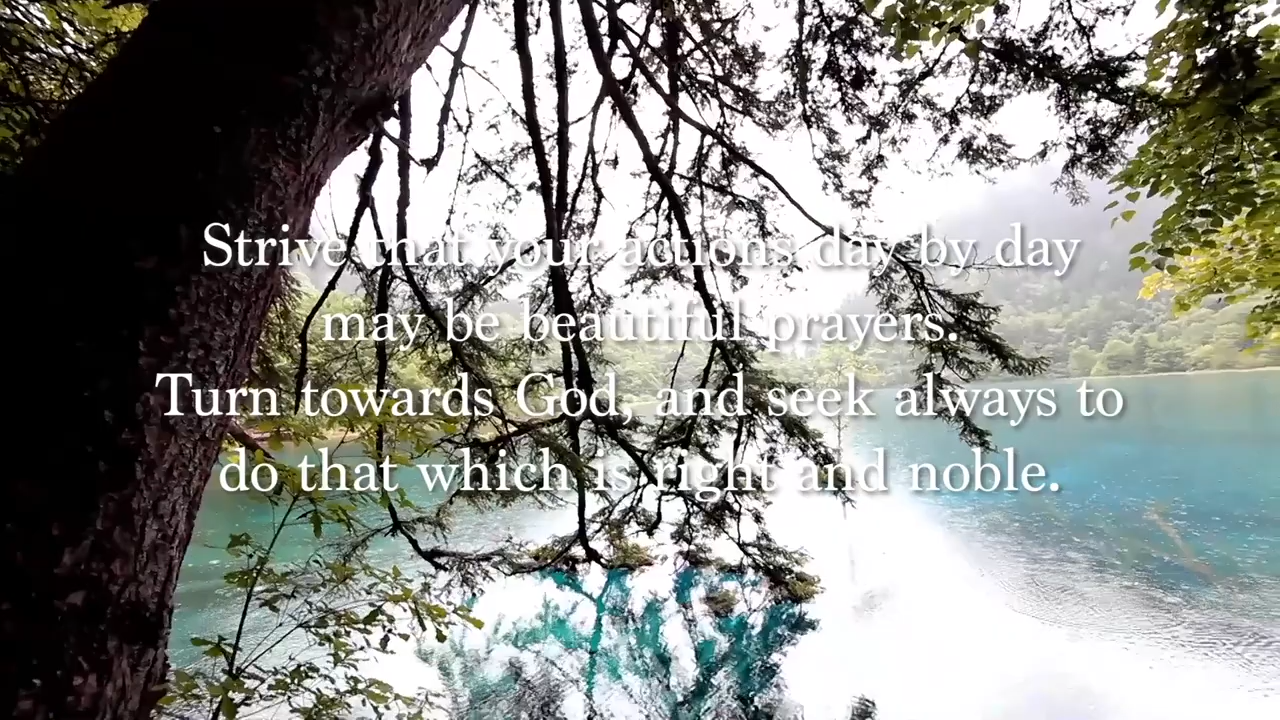 Strive that your actions day by day
may be beautiful prayers.
Turn towards God, and seek always to
do that which is right and noble.